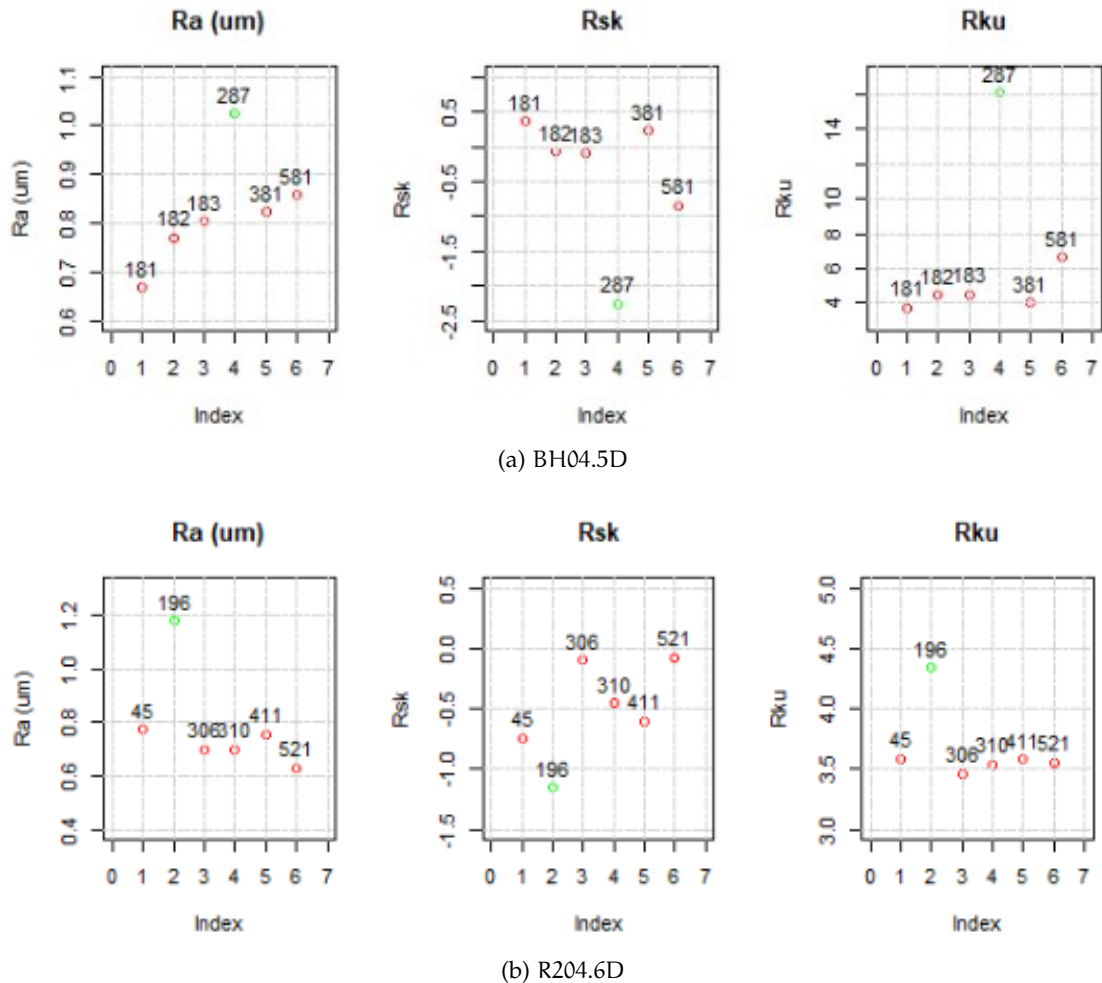 Ra (um) Rsk Rku
Ra (um)
1.1
1.0
0.9
0.8
0.7
0.6
287
581
381
183
182
181
0 1 2 3 4 5 6 7
Index
Rsk
0.5
-0.5
-1.5
-2.5
181
381
182
183
581
287
0 1 2 3 4 5 6 7
Index
Rku
14
8
6
4
287
581
182
183
381
181
0 1 2 3 4 5 6 7
Index
(a) BH04.5D
Ra (um) Rsk Rku
Ra (um)
1.2
1.0
0.8
0.6
0.4
196
45
411
306
310
521
0 1 2 3 4 5 6 7
Index
Rsk
0.5
0.0
-0.5
-1.0
-1.5
306
521
310
411
45
196
0 1 2 3 4 5 6 7
Index
Rku
5.0
4.5
4.0
3.5
3.0
196
45
306
310
411
521
0 1 2 3 4 5 6 7
Index
(b) R204.6D